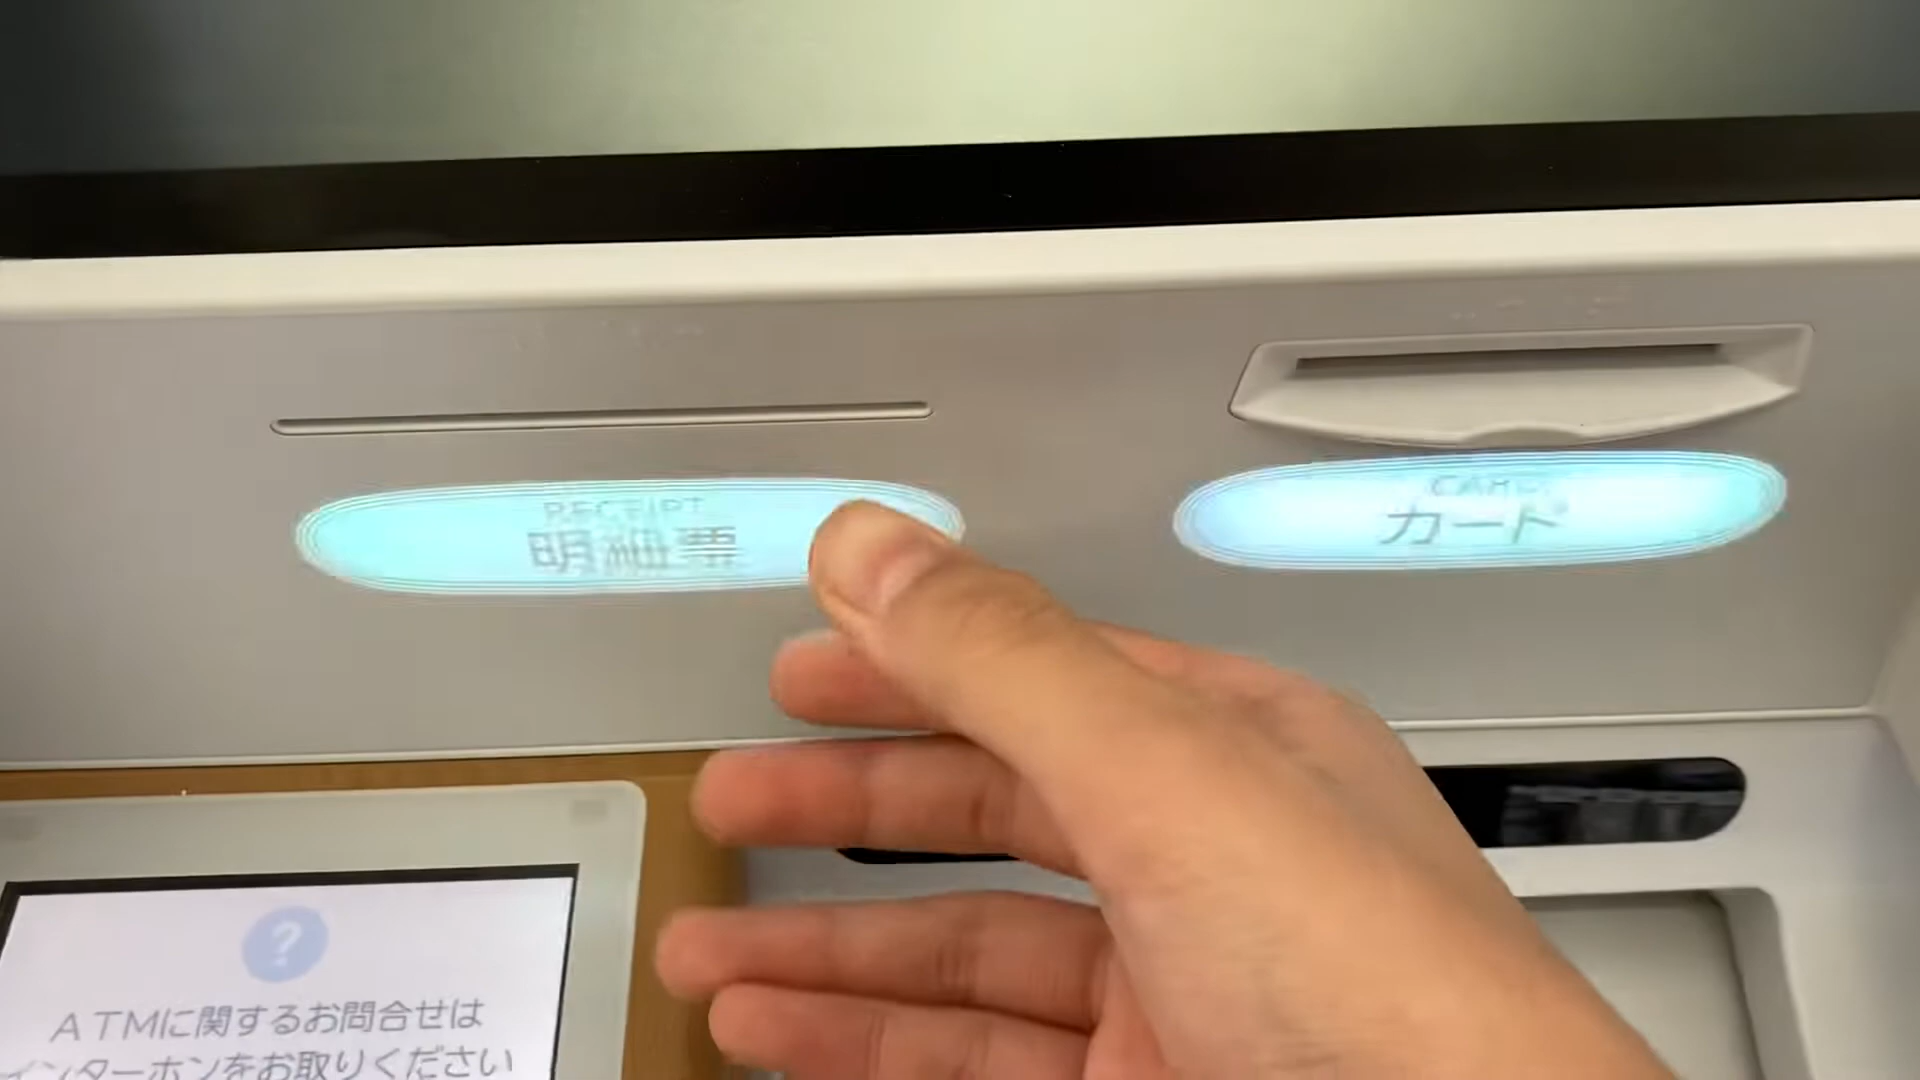 RECEIPT
明細票
CARD
カード
?
ATMに関するお問合せは
インターホンをお取りください